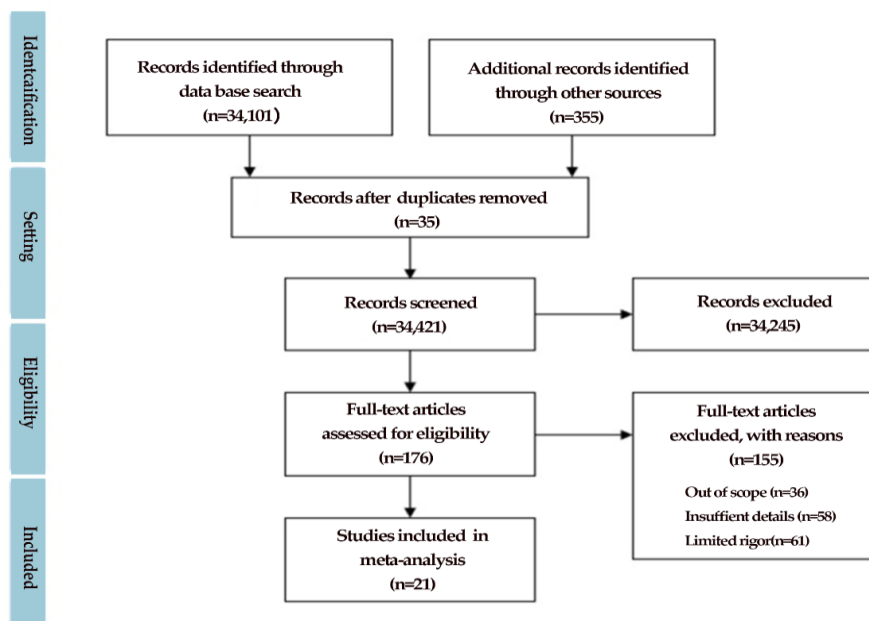 Identcaification
Records identified through
data base search
(n=34,101)
Additional records identified
through other sources
(n=355)
Setting
Records after duplicates removed
(n=35)
Records screened
(n=34,421)
Records excluded
(n=34,245)
Eligibility
Full-text articles
assessed for eligibility
(n=176)
Full-text articles
excluded, with reasons
(n=155)
Out of scope (n=36)
Insuffient details (n=58)
Limited rigor(n=61)
Included
Studies included in
meta-analysis
(n=21)